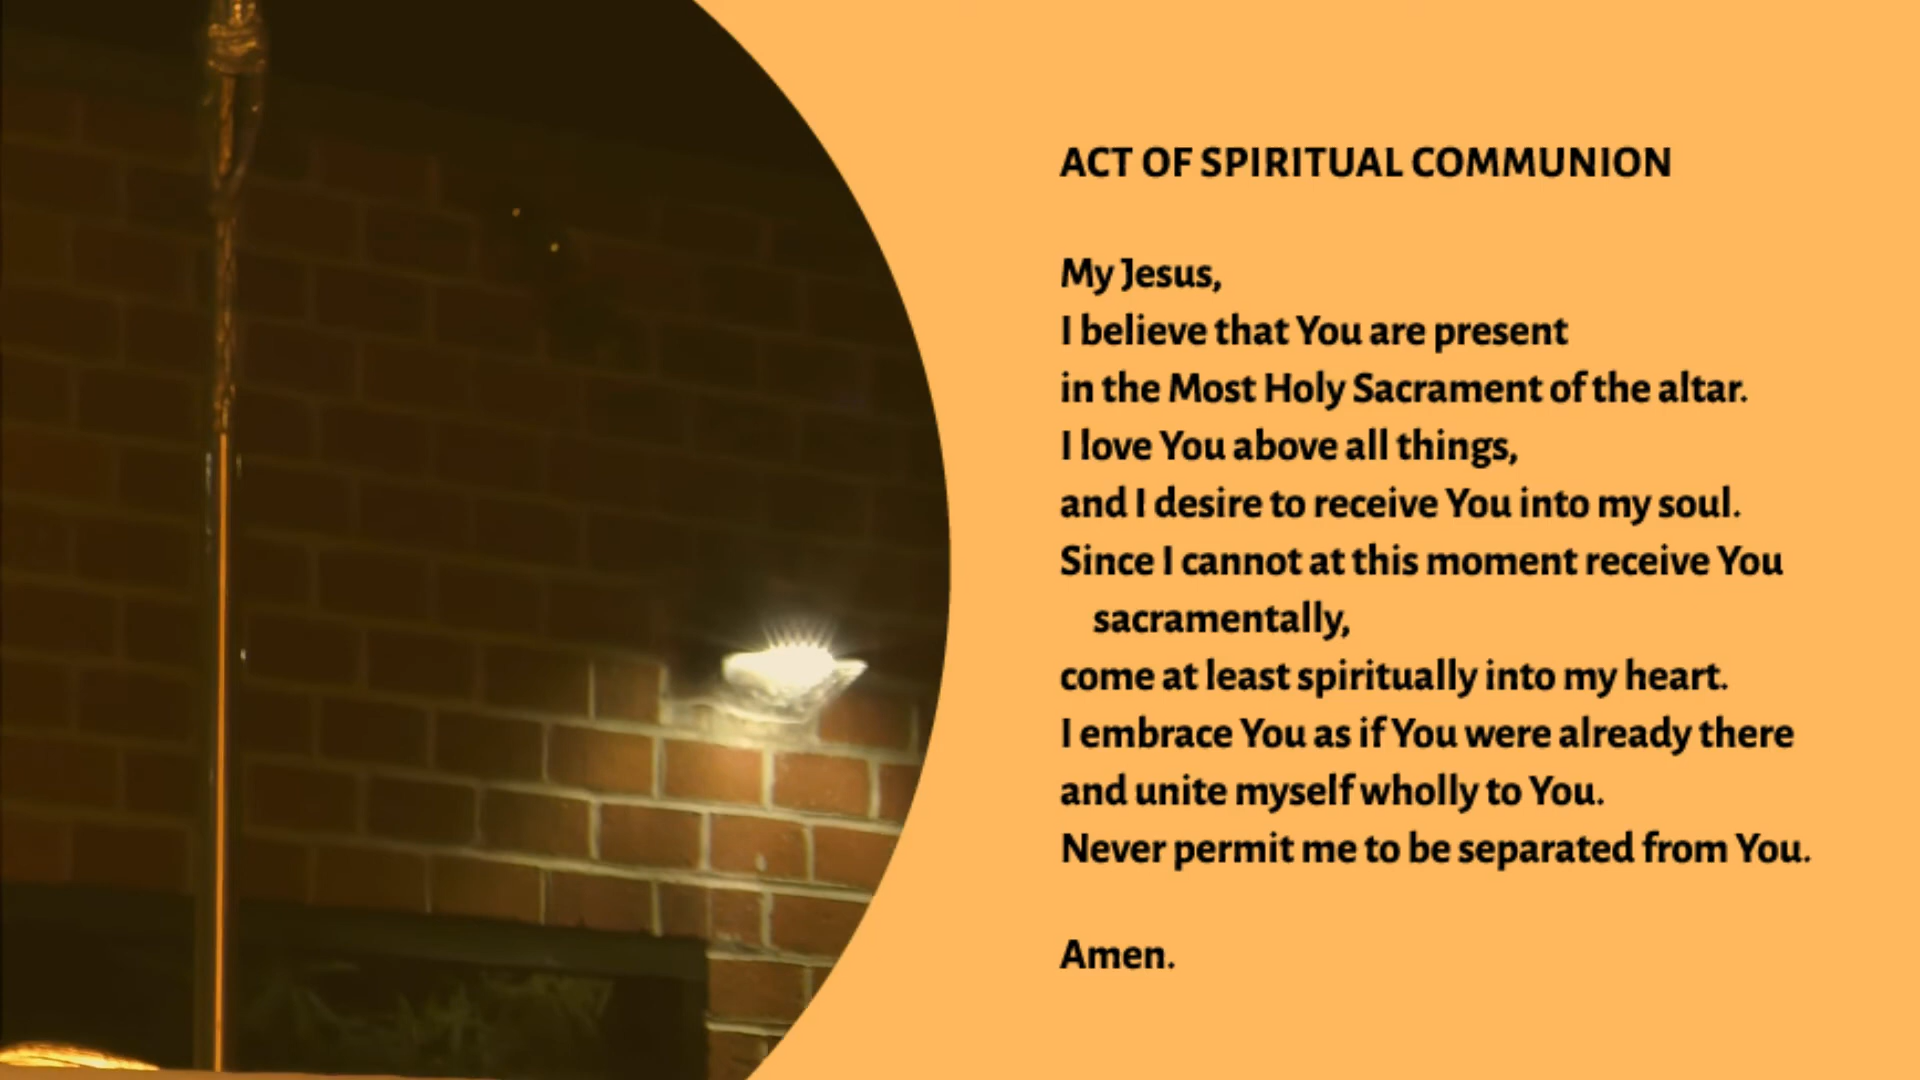 ACT OF SPIRITUAL COMMUNION
My Jesus,
I believe that You are present
in the Most Holy Sacrament of the altar.
I love You above all things,
and I desire to receive You into my soul.
Since I cannot at this moment receive You
sacramentally,
come at least spiritually into my heart.
I embrace You as if You were already there
and unite myself wholly to You.
Never permit me to be separated from You.
Amen.